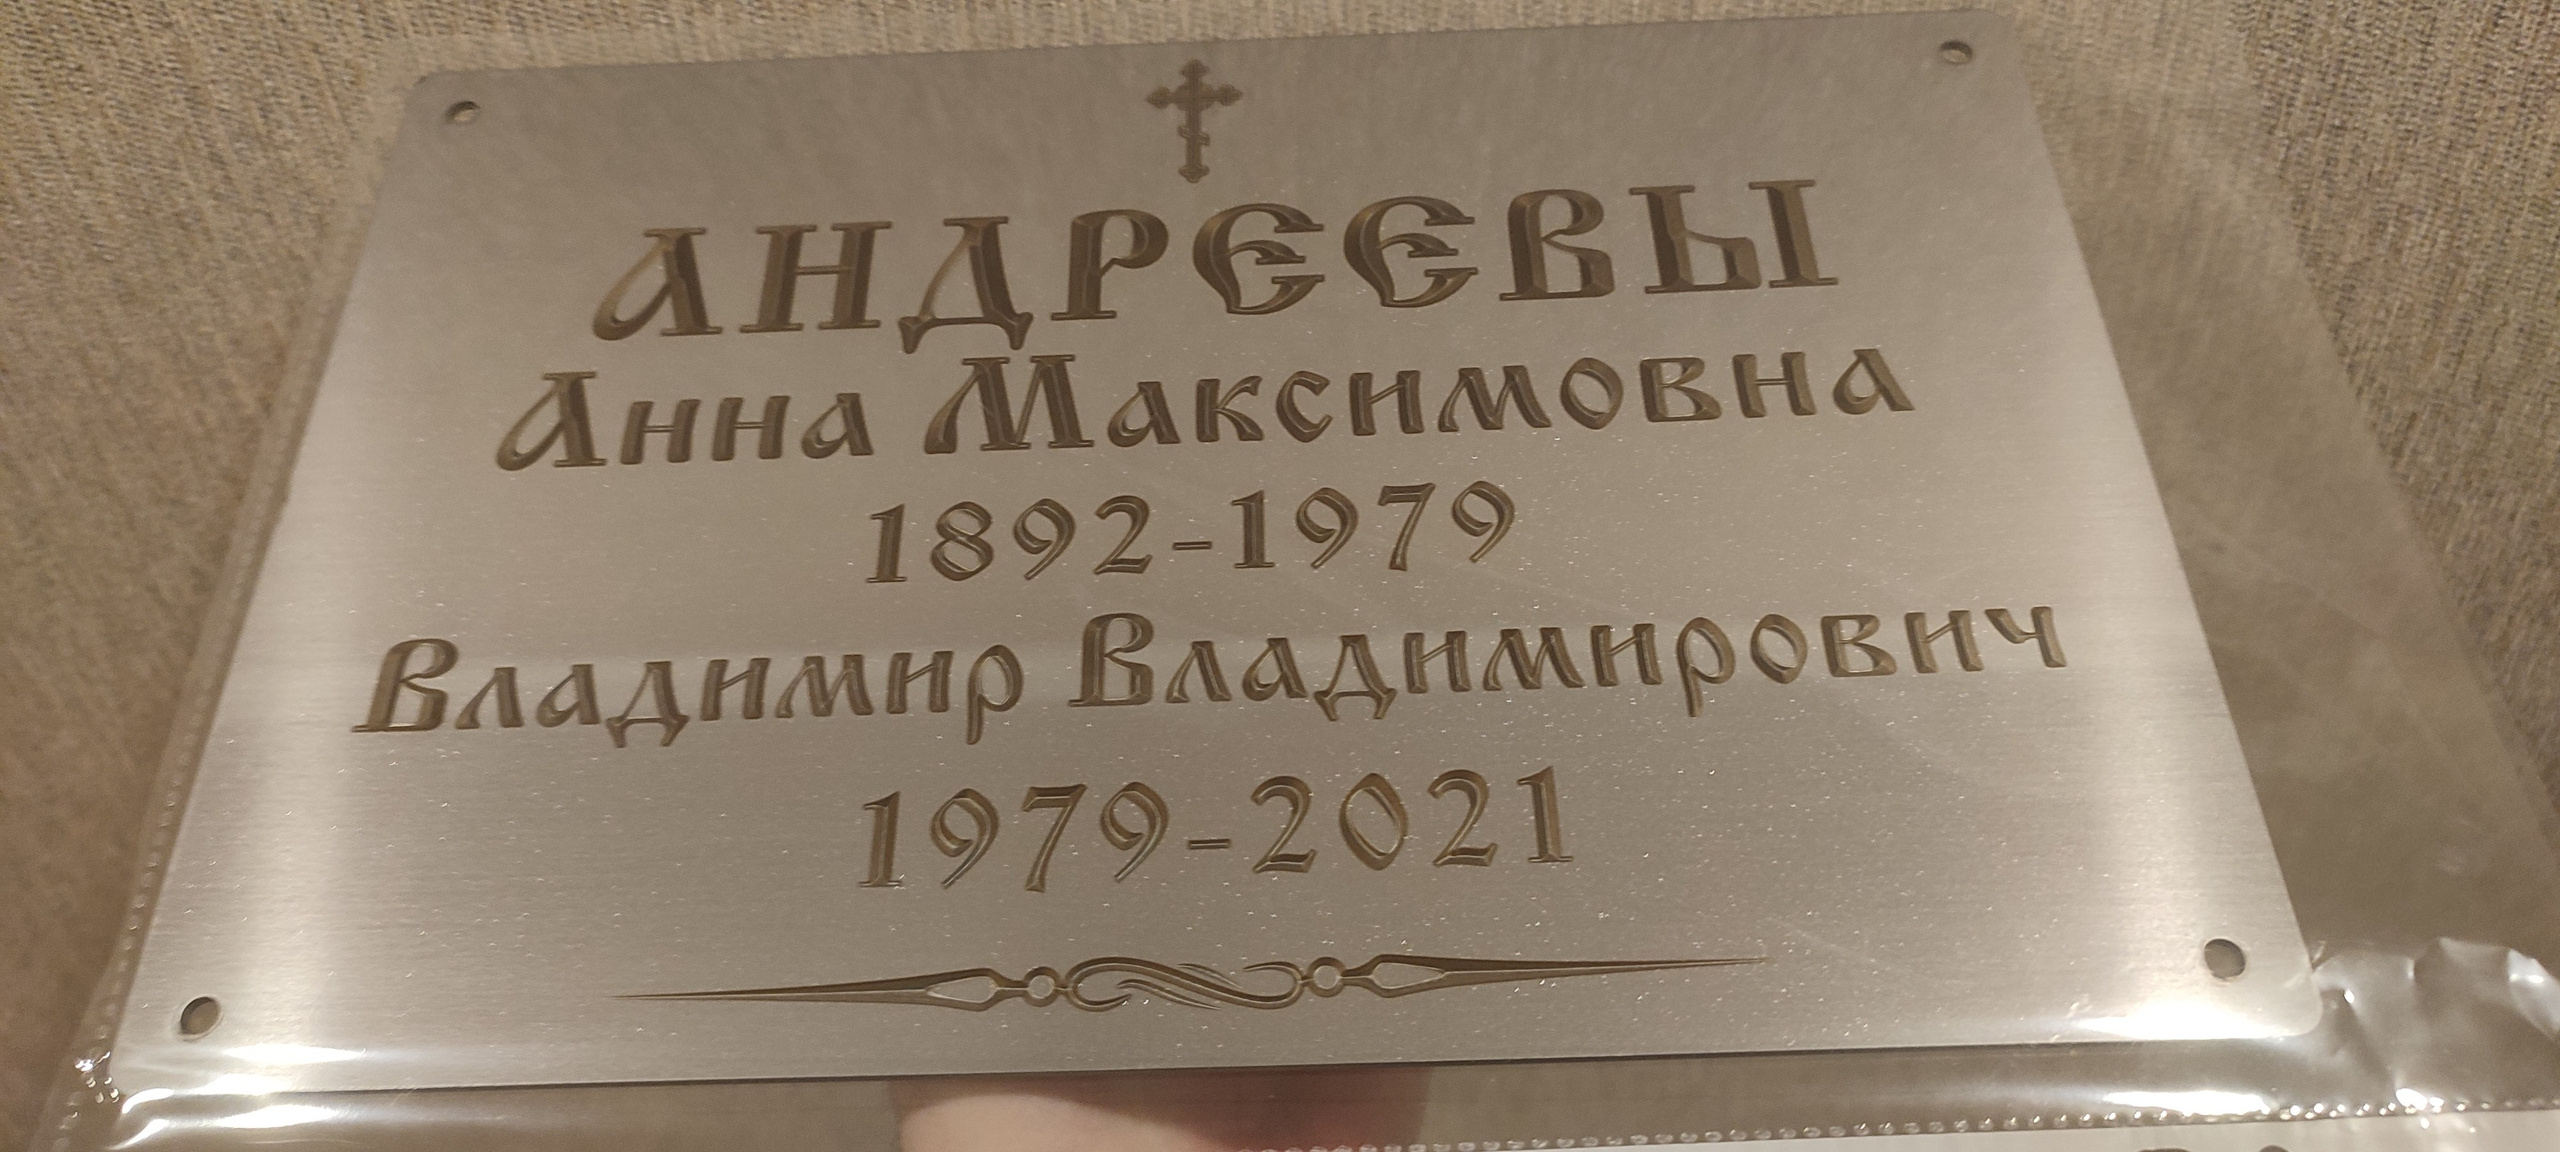 АНДРЕЕВЫ
Анна Максимовна
1892-1979
Владимир Владимирович
1979-2021